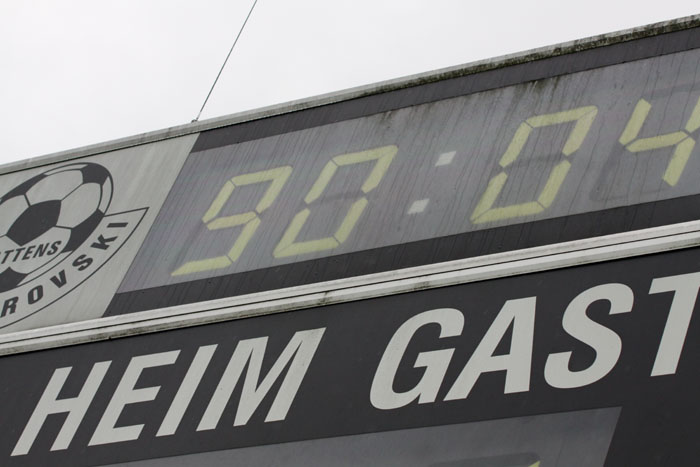 90:04
TTENS
ROVSKI
HEIM GAST